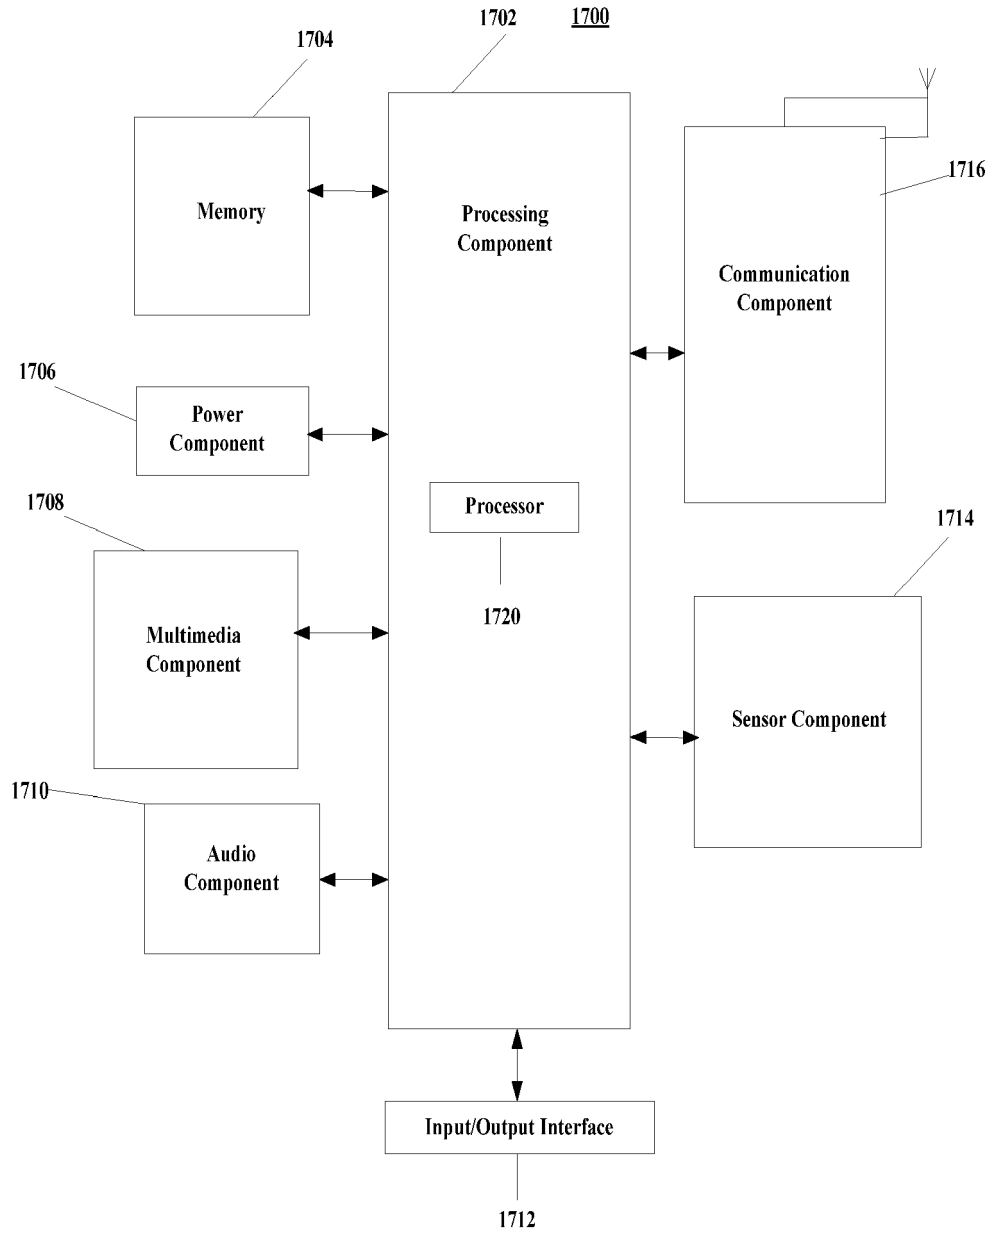 1700
1702
1704
Memory
Processing
Component
1716
Communication
Component
1706
Power
Component
1708
Processor
1714
1720
Multimedia
Component
Sensor Component
1710
Audio
Component
Input/Output Interface
1712